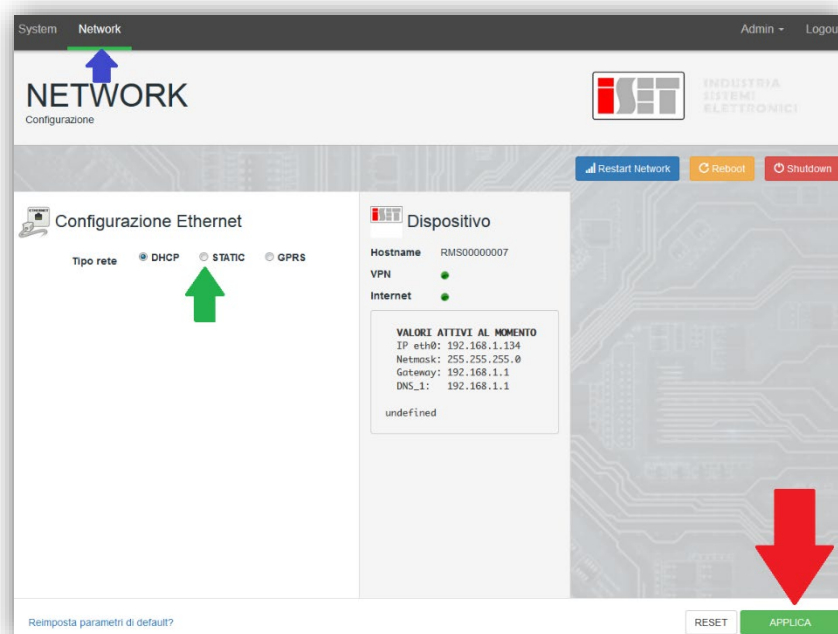 System Network Admin Logou
NETWORK
Configurazione
iSET INDUSTRIA
SISTEMI
ELETTRONICI
Restart Network Reboot Shutdown
Configurazione Ethernet
Tipo rete DHCP STATIC GPRS
iSET Dispositivo
Hostname RMS00000007
VPN
Internet
VALORI ATTIVI AL MOMENTO
IP eth0: 192.168.1.134
Netmask: 255.255.255.0
Gateway: 192.168.1.1
DNS_1: 192.168.1.1
undefined
Reimposta parametri di default? RESET APPLICA